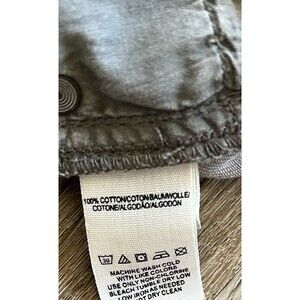 100% COTTON/COTON/BAUMWOLLE/
COTONE/ALGODÃO/ALGODÓN
30
MACHINE WASH COLD
WITH LIKE COLORS
USE ONLY NON-CHLORINE
BLEACH TUMBLE DRY LOW
LOW IRON AS NEEDED
NOT DRY CLEAN